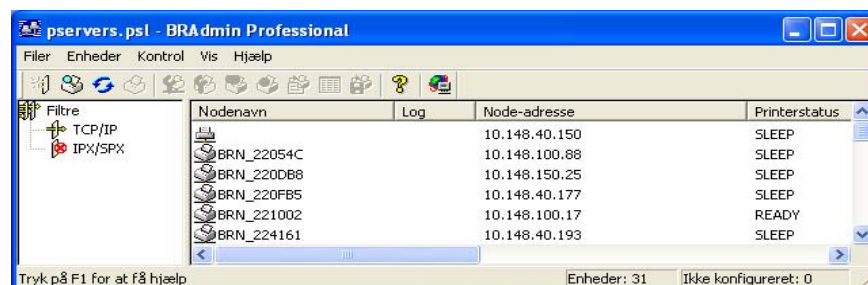 pservers.psl - BRAdmin Professional
Filer Enheder Kontrol Vis Hjælp
Filtre
TCP/IP
IPX/SPX
Nodenavn Log Node-adresse Printerstatus
10.148.40.150 SLEEP
BRN_22054C 10.148.100.88 SLEEP
BRN_220DB8 10.148.150.25 SLEEP
BRN_220FB5 10.148.40.177 SLEEP
BRN_221002 10.148.100.17 READY
BRN_224161 10.148.40.193 SLEEP
Tryk på F1 for at få hjælp Enheder: 31 Ikke konfigureret: 0